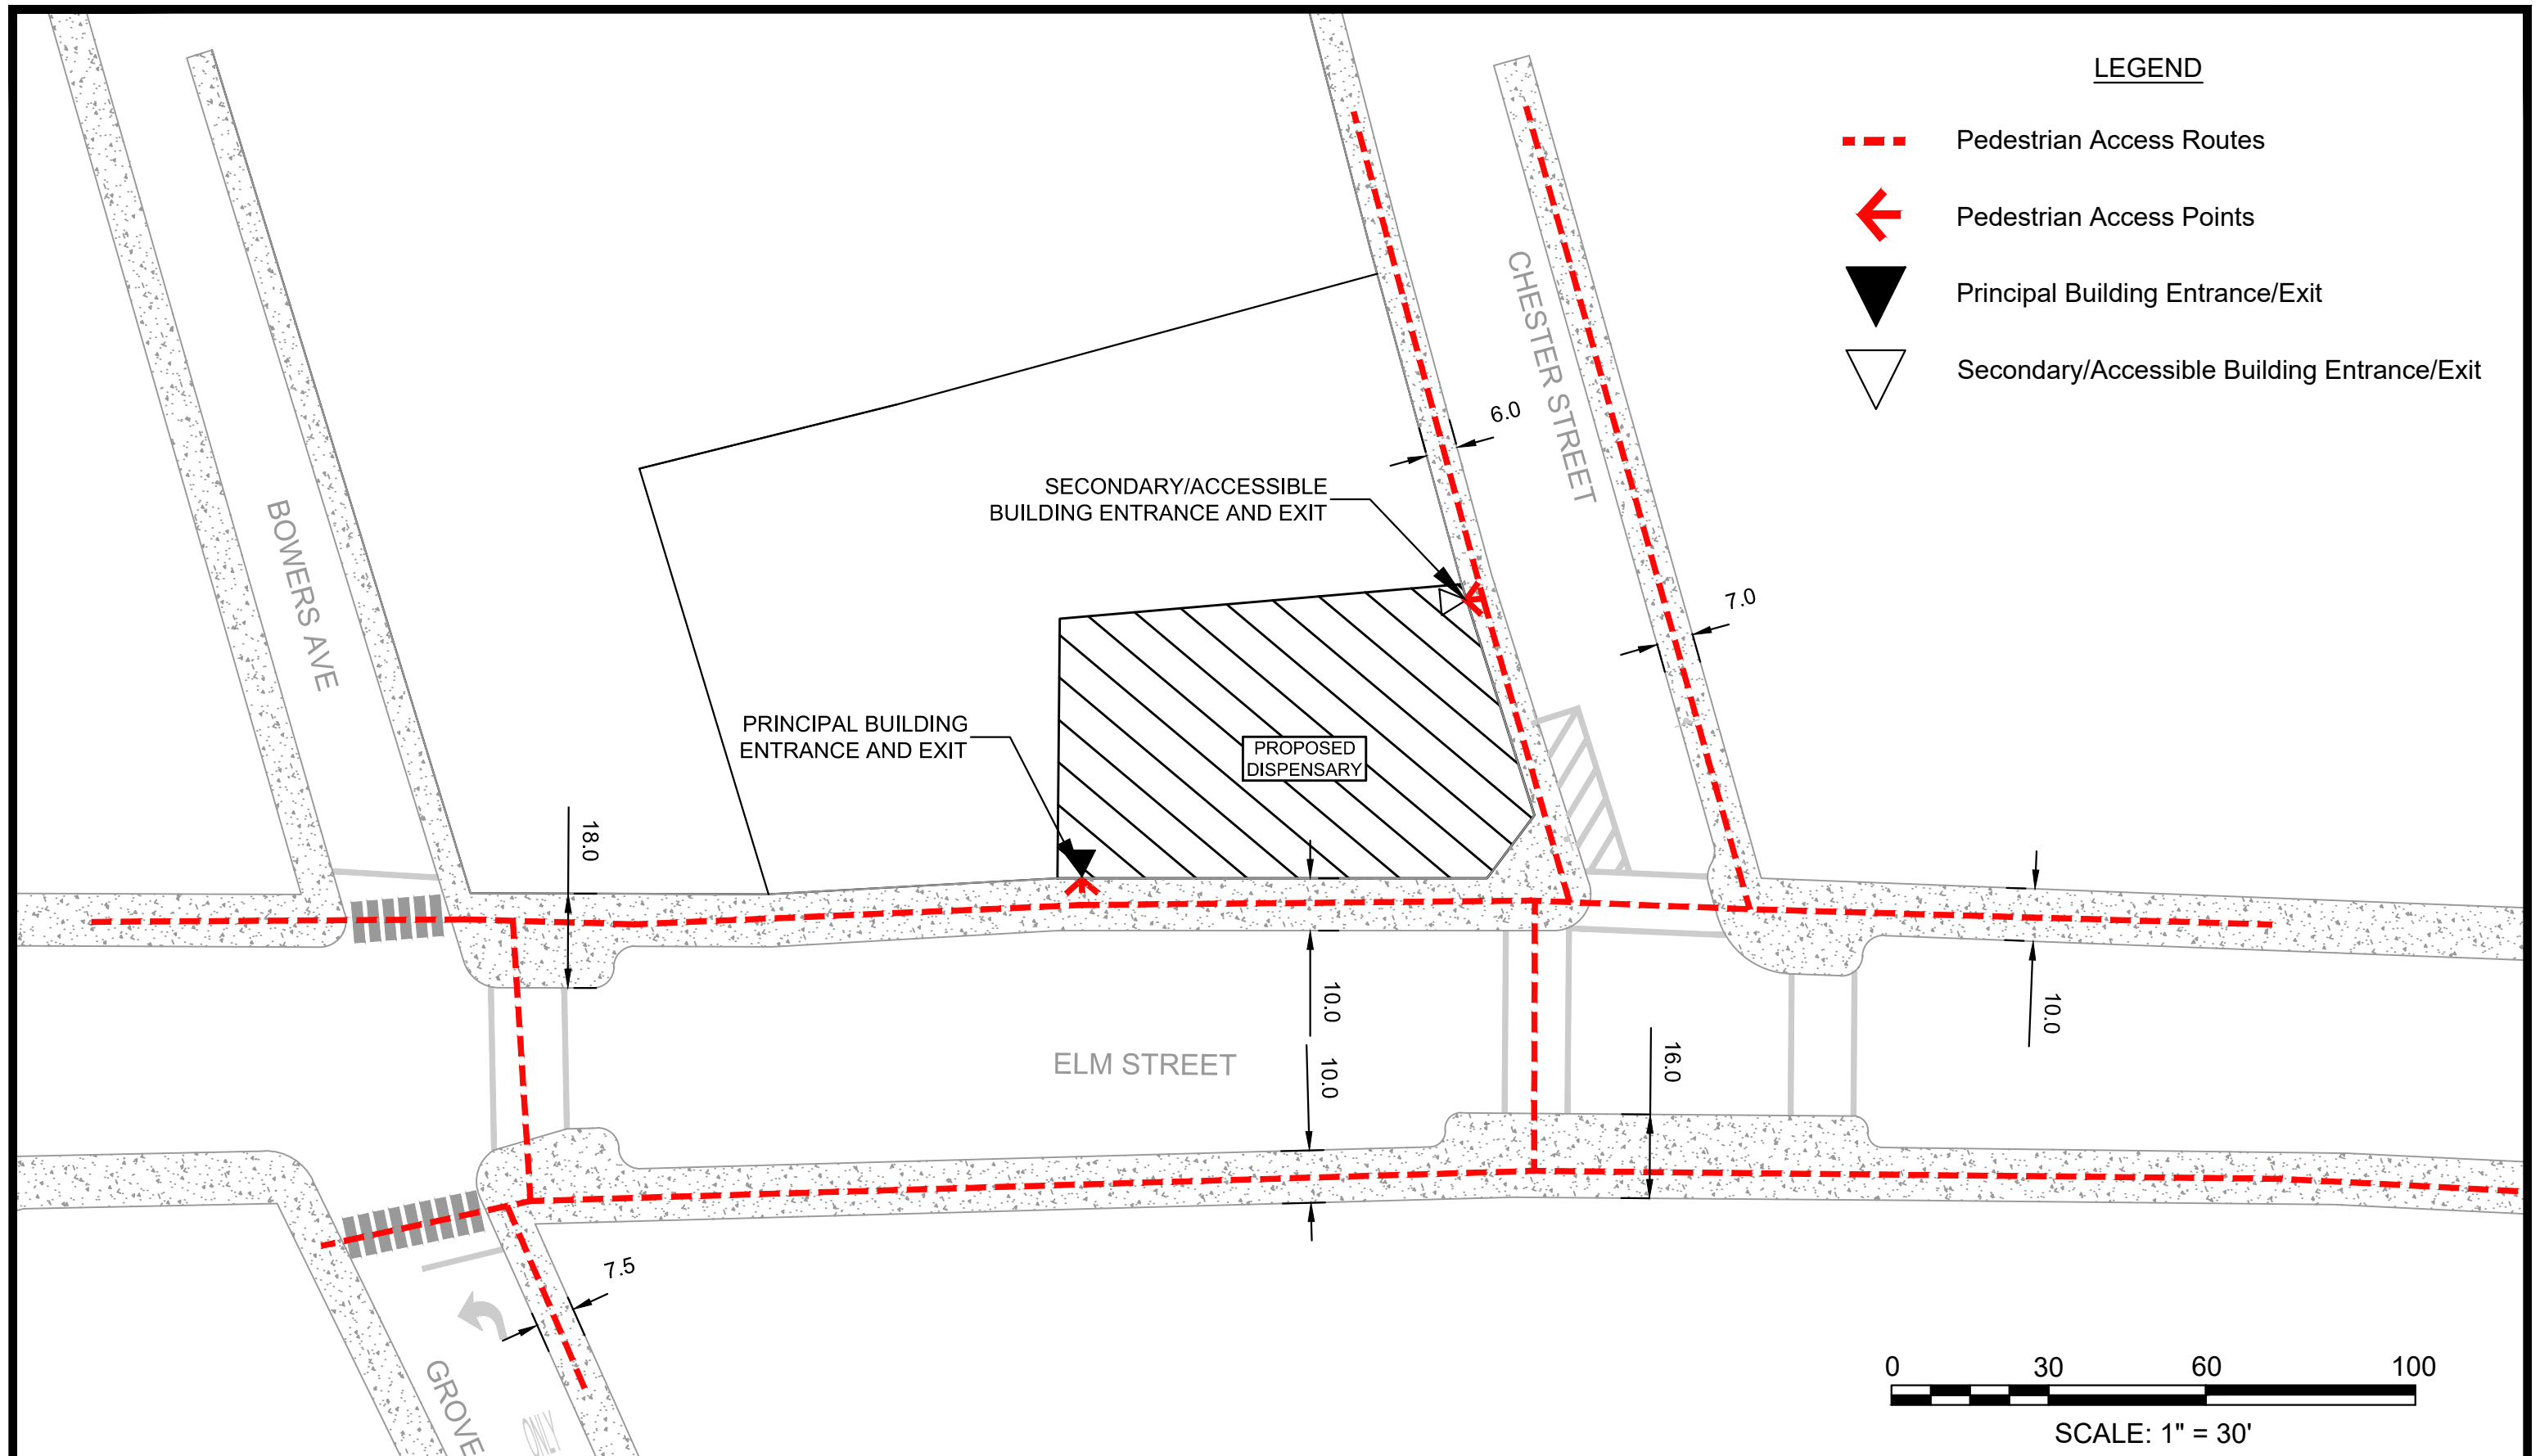 LEGEND
Pedestrian Access Routes
Pedestrian Access Points
Principal Building Entrance/Exit
Secondary/Accessible Building Entrance/Exit
CHESTER STREET
6.0
SECONDARY/ACCESSIBLE
BUILDING ENTRANCE AND EXIT
BOWERS AVE
7.0
PRINCIPAL BUILDING
ENTRANCE AND EXIT
PROPOSED
DISPENSARY
18.0
10.0
10.0
ELM STREET
10.0
16.0
7.5
GROVE
ONLY
0 30 60 100
SCALE: 1" = 30'